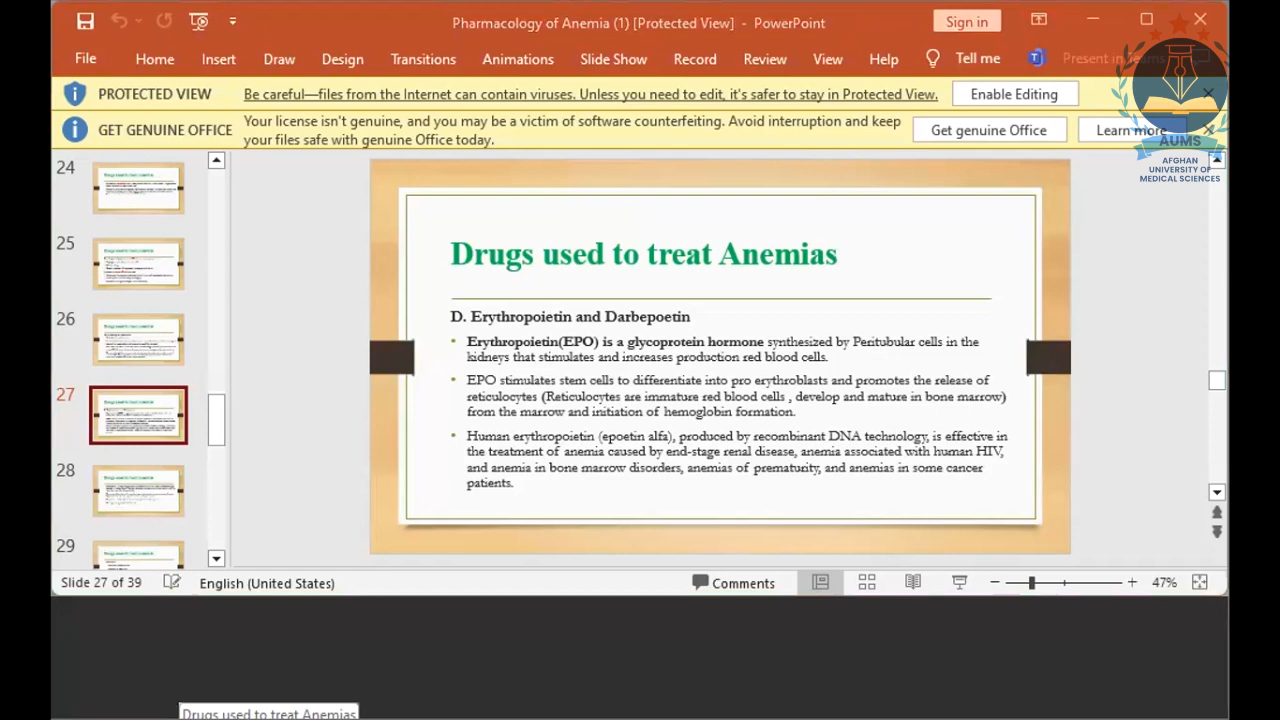 Pharmacology of Anemia (1) [Protected View] - PowerPoint
Sign in
File Home Insert Draw Design Transitions Animations Slide Show Record Review View Help Tell me Present in Teams
PROTECTED VIEW Be careful—files from the Internet can contain viruses. Unless you need to edit, it's safer to stay in Protected View. Enable Editing
GET GENUINE OFFICE Your license isn't genuine, and you may be a victim of software counterfeiting. Avoid interruption and keep
your files safe with genuine Office today. Get genuine Office Learn more
AUMS
AFGHAN
UNIVERSITY OF
MEDICAL SCIENCES
24
25
26
27
28
29
Drugs used to treat Anemias
D. Erythropoietin and Darbepoetin
• Erythropoietin(EPO) is a glycoprotein hormone synthesized by Peritubular cells in the
kidneys that stimulates and increases production red blood cells.
• EPO stimulates stem cells to differentiate into pro erythroblasts and promotes the release of
reticulocytes (Reticulocytes are immature red blood cells , develop and mature in bone marrow)
from the marrow and initiation of hemoglobin formation.
• Human erythropoietin (epoetin alfa), produced by recombinant DNA technology, is effective in
the treatment of anemia caused by end-stage renal disease, anemia associated with human HIV,
and anemia in bone marrow disorders, anemias of prematurity, and anemias in some cancer
patients.
Slide 27 of 39 English (United States) Comments 47%
Drugs used to treat Anemias